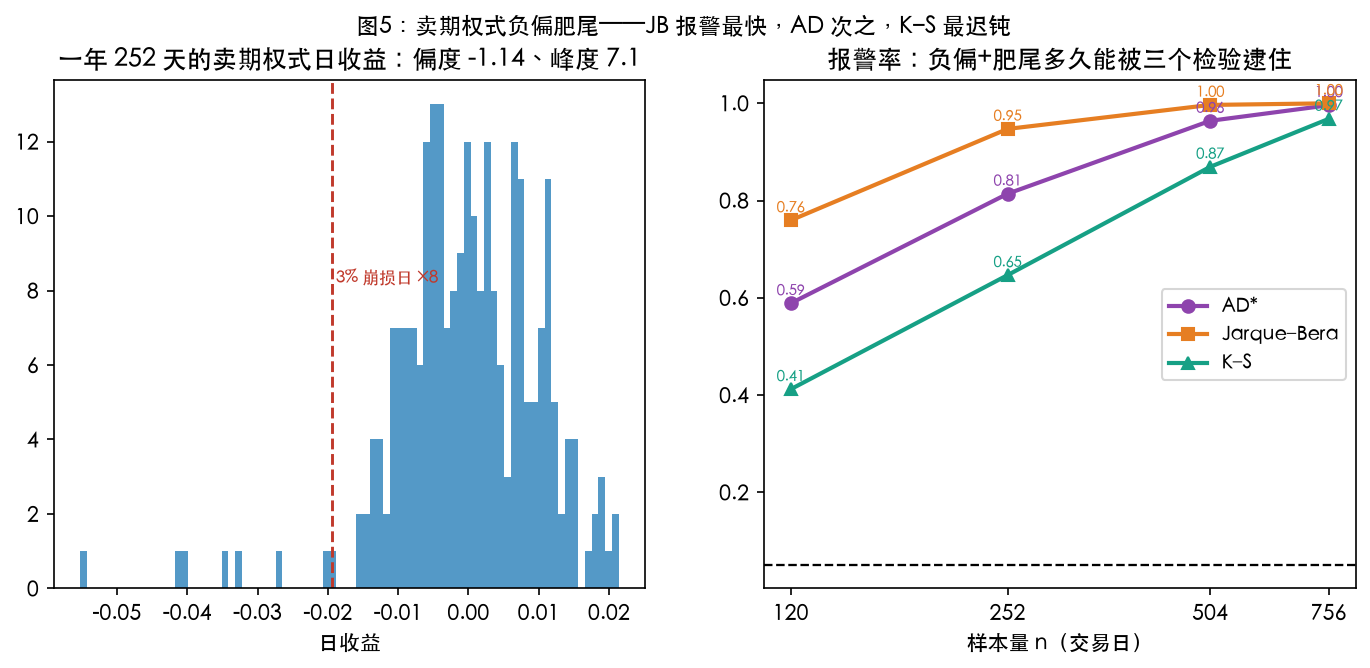 图5：卖期权式负偏肥尾——JB 报警最快，AD 次之，K–S 最迟钝
一年 252 天的卖期权式日收益：偏度 -1.14、峰度 7.1
12
10
8
6
4
2
0
3% 崩损日 ×8
-0.05 -0.04 -0.03 -0.02 -0.01 0.00 0.01 0.02
日收益
报警率：负偏+肥尾多久能被三个检验逮住
1.0
0.8
0.6
0.4
0.2
0.76
0.95
1.00
1.00
0.59
0.81
0.96
1.00
0.41
0.65
0.87
0.97
AD*
Jarque–Bera
K–S
120 252 504 756
样本量 n（交易日）